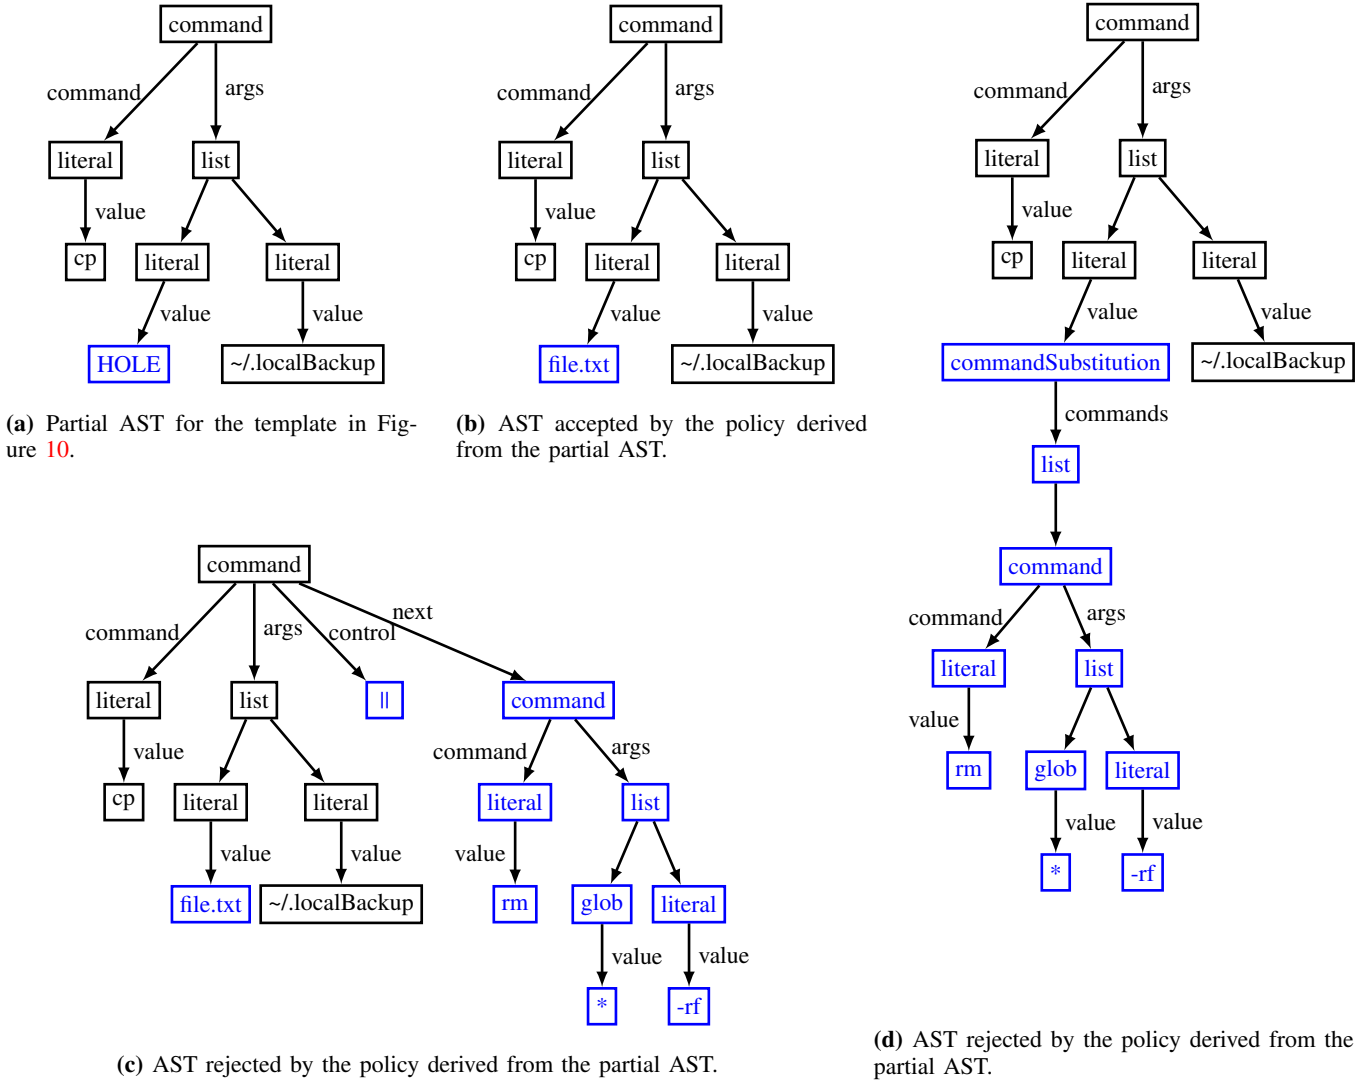 command
command
args
literal
list
value
cp
literal
literal
value
value
HOLE
~/.localBackup
(a) Partial AST for the template in Fig-
ure 10.
command
command
args
literal
list
value
cp
literal
literal
value
value
file.txt
~/.localBackup
(b) AST accepted by the policy derived
from the partial AST.
command
command
args
literal
list
value
cp
literal
literal
value
value
commandSubstitution
~/.localBackup
commands
list
command
command
args
literal
list
value
rm
glob
literal
value
value
*
-rf
(d) AST rejected by the policy derived from the
partial AST.
command
command
args
control
next
literal
list
||
command
value
command
args
cp
literal
literal
literal
list
value
value
value
file.txt
~/.localBackup
rm
glob
literal
value
value
*
-rf
(c) AST rejected by the policy derived from the partial AST.